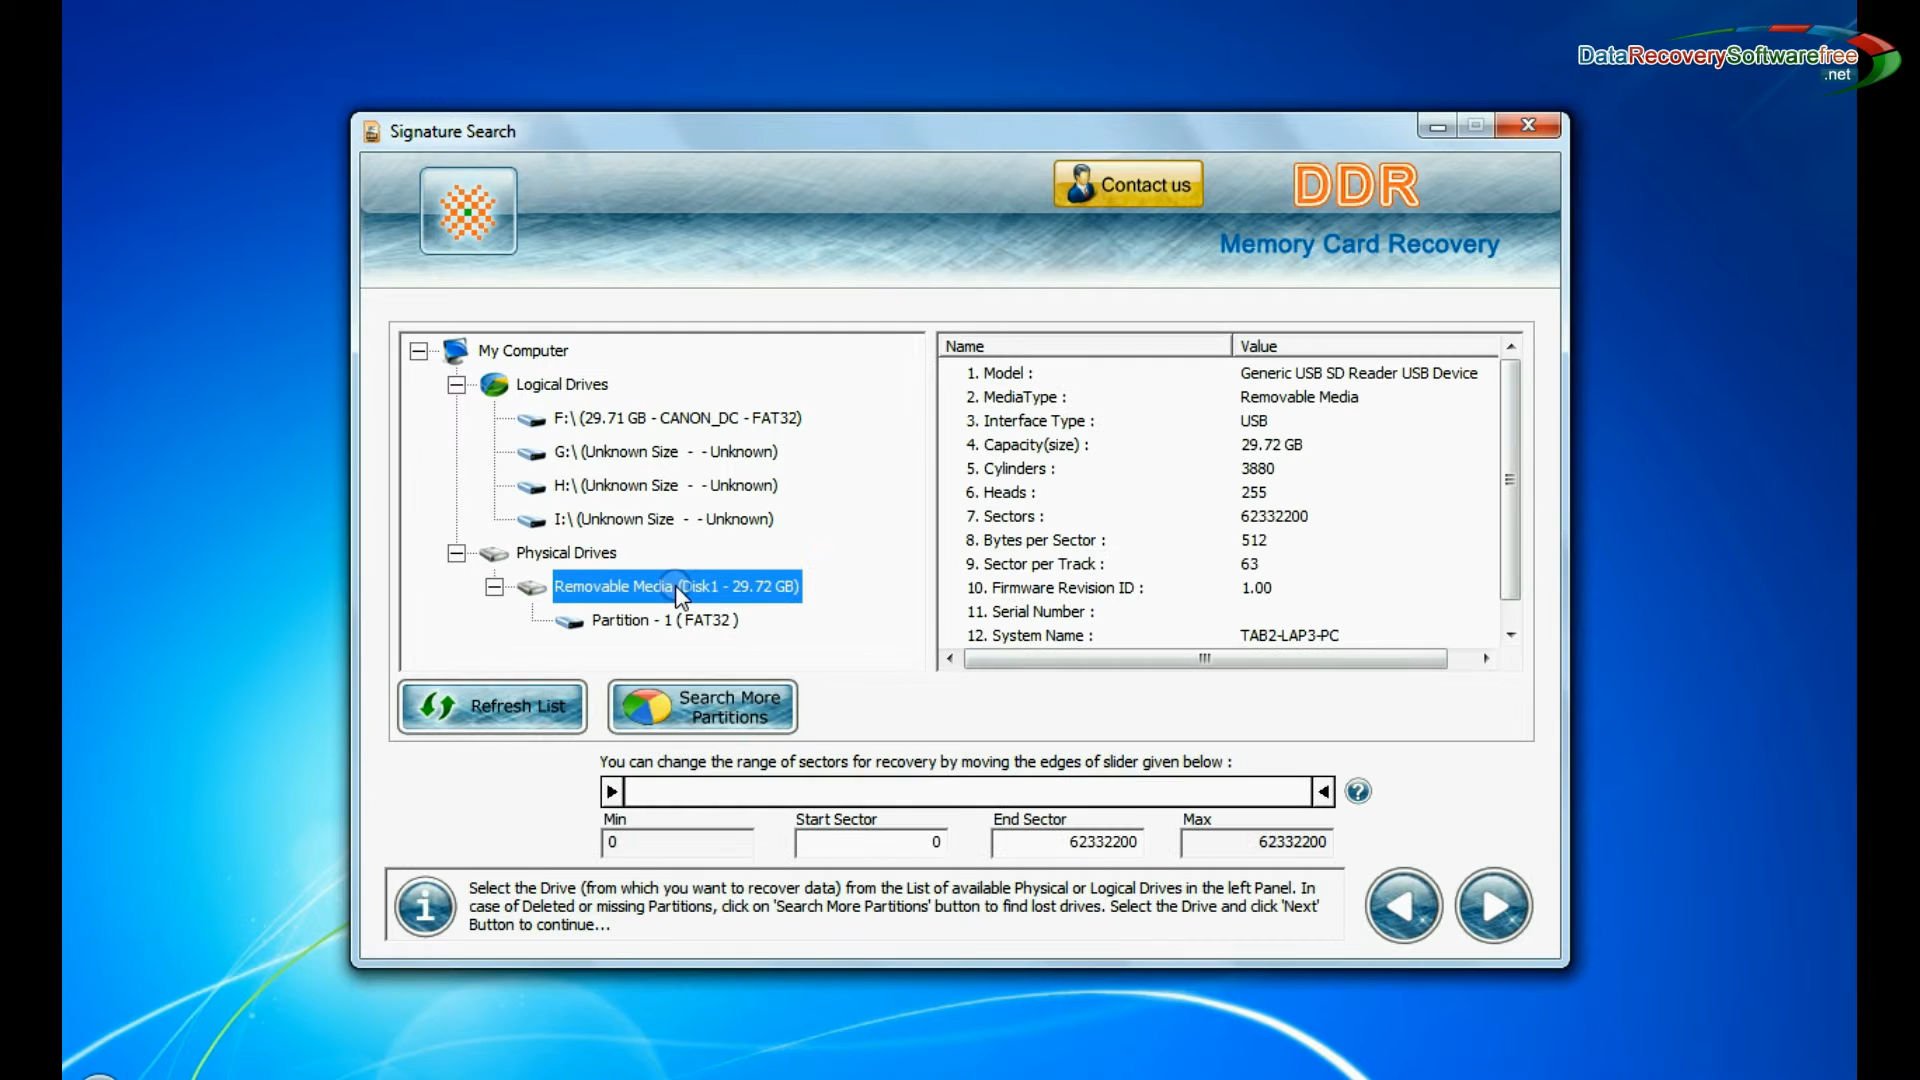 DataRecoverySoftwarefree
.net
Signature Search
Contact us
DDR
Memory Card Recovery
My Computer
Logical Drives
F:\ (29.71 GB - CANON_DC - FAT32)
G:\ (Unknown Size - - Unknown)
H:\ (Unknown Size - - Unknown)
I:\ (Unknown Size - - Unknown)
Physical Drives
Removable Media (Disk1 - 29.72 GB)
Partition - 1 ( FAT32 )
Name Value
1. Model : Generic USB SD Reader USB Device
2. MediaType : Removable Media
3. Interface Type : USB
4. Capacity(size) : 29.72 GB
5. Cylinders : 3880
6. Heads : 255
7. Sectors : 62332200
8. Bytes per Sector : 512
9. Sector per Track : 63
10. Firmware Revision ID : 1.00
11. Serial Number :
12. System Name : TAB2-LAP3-PC
Refresh List
Search More
Partitions
You can change the range of sectors for recovery by moving the edges of slider given below :
Min Start Sector End Sector Max
0 0 62332200 62332200
Select the Drive (from which you want to recover data) from the List of available Physical or Logical Drives in the left Panel. In
case of Deleted or missing Partitions, click on 'Search More Partitions' button to find lost drives. Select the Drive and click 'Next'
Button to continue...